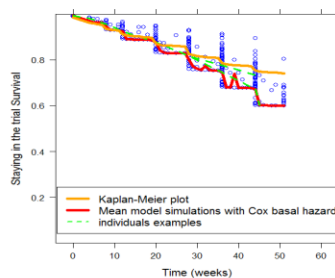 Staying in the trial Survival
0.8
0.6
0.4
0.2
Kaplan-Meier plot
Mean model simulations with Cox basal hazard
individuals examples
0 10 20 30 40 50 60
Time (weeks)